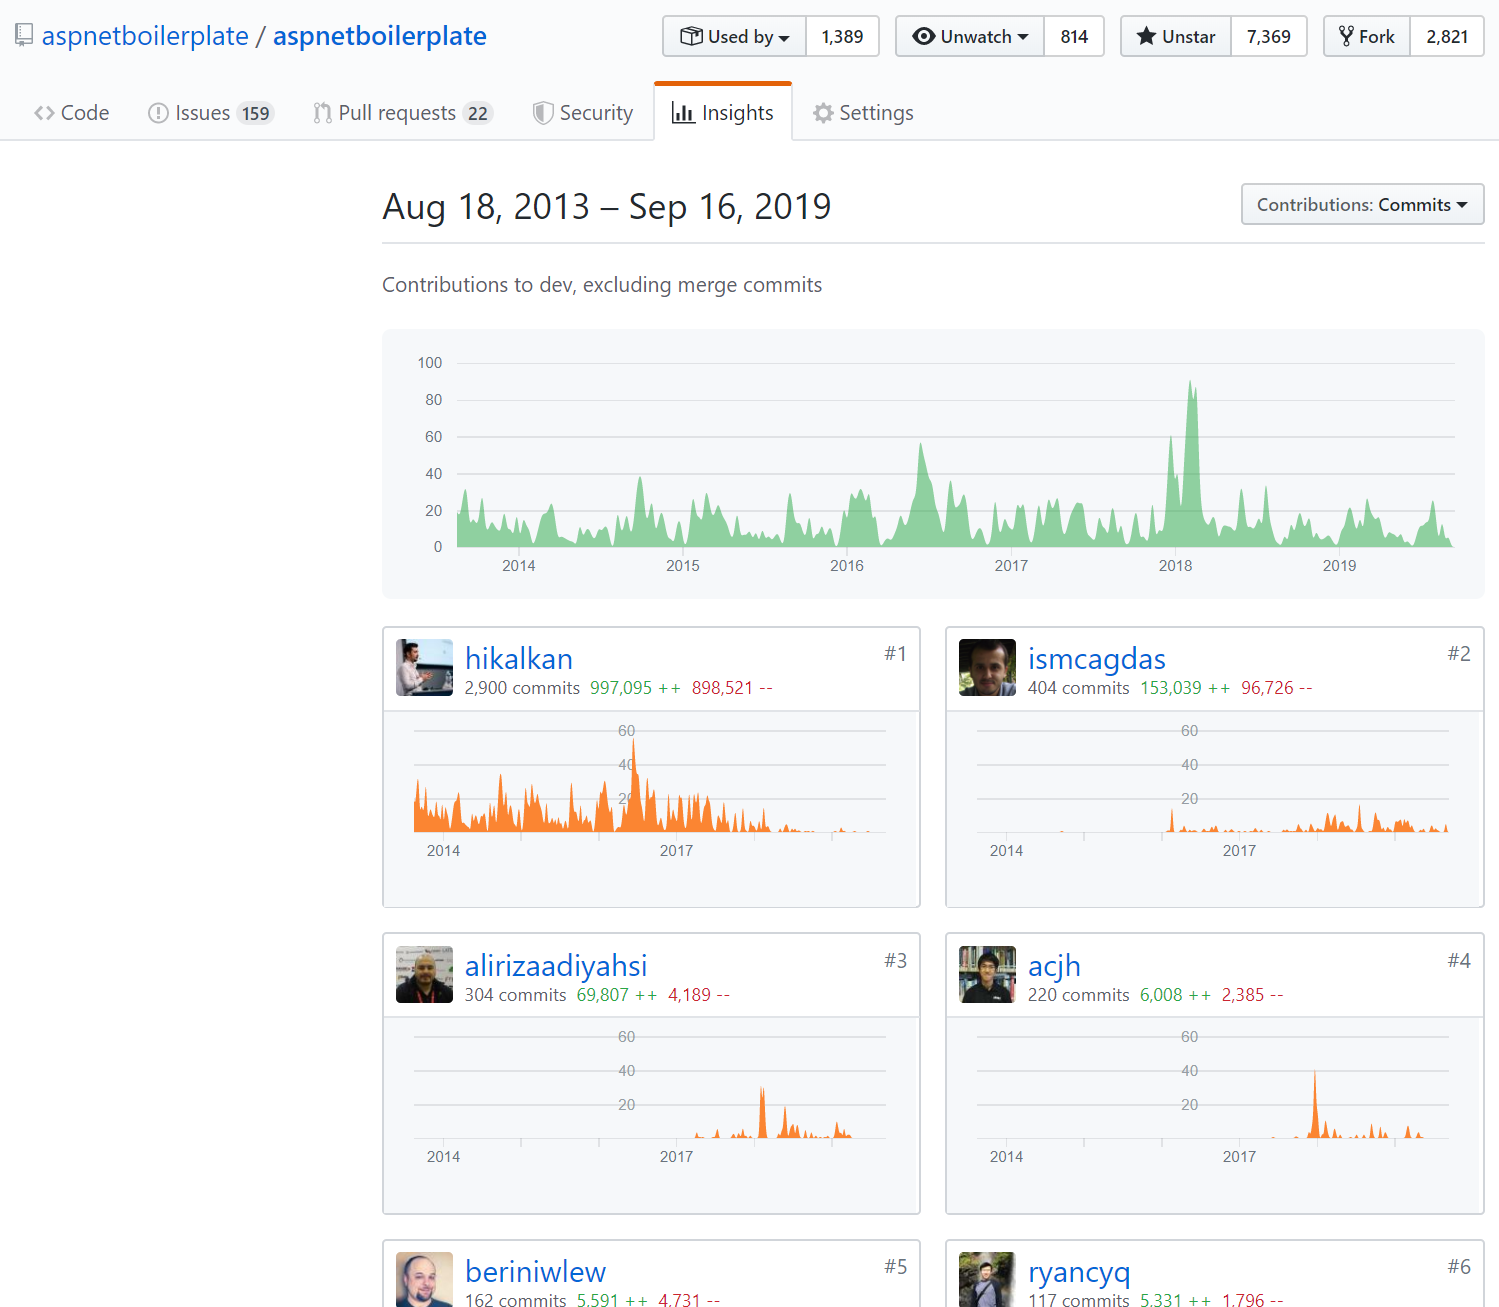 aspnetboilerplate / aspnetboilerplate
Used by 1,389
Unwatch 814
Unstar 7,369
Fork 2,821
Code
Issues 159
Pull requests 22
Security
Insights
Settings
Aug 18, 2013 – Sep 16, 2019
Contributions: Commits
Contributions to dev, excluding merge commits
100
80
60
40
20
0
2014 2015 2016 2017 2018 2019
hikalkan #1
2,900 commits 997,095 ++ 898,521 --
60
40
20
2014 2017
ismcagdas #2
404 commits 153,039 ++ 96,726 --
60
40
20
2014 2017
alirizaadiyahsi #3
304 commits 69,807 ++ 4,189 --
60
40
20
2014 2017
acjh #4
220 commits 6,008 ++ 2,385 --
60
40
20
2014 2017
beriniwlew #5
162 commits 5,591 ++ 4,731 --
ryancyq #6
117 commits 5,331 ++ 1,796 --